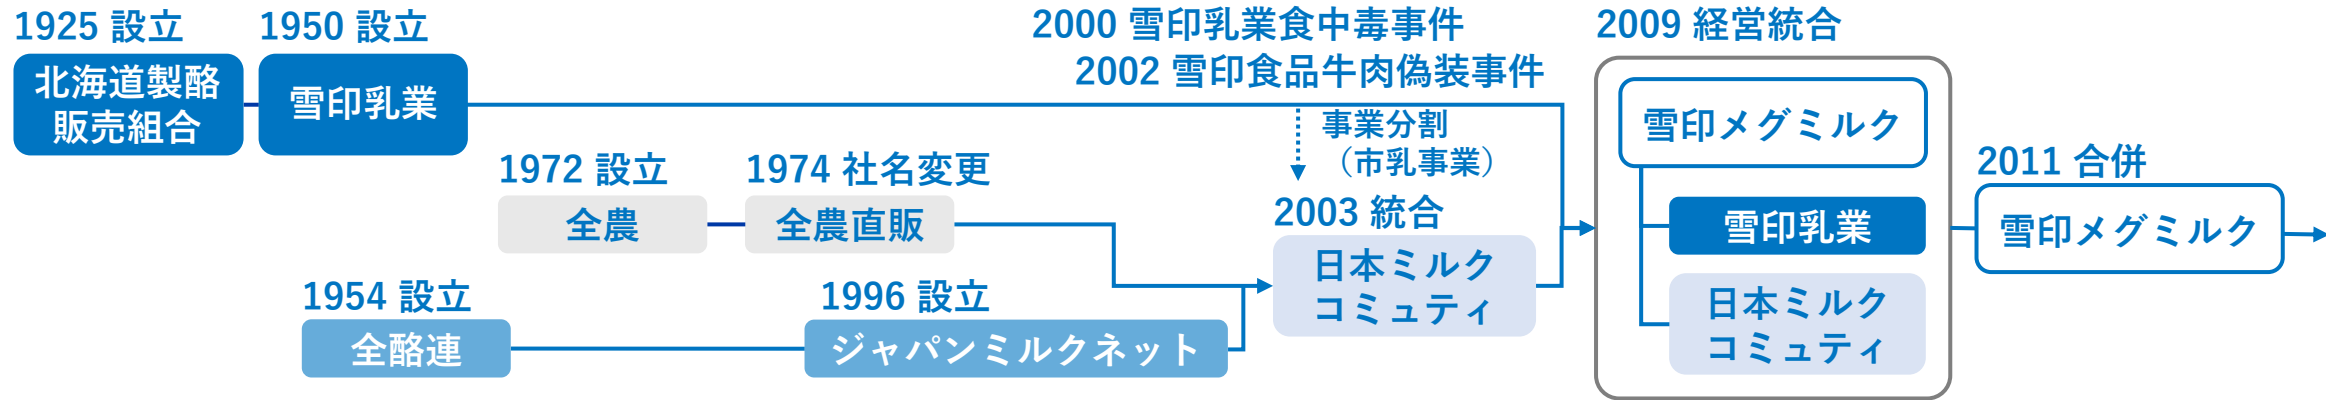 1925 設立
北海道製酪
販売組合
1950 設立
雪印乳業
2000 雪印乳業食中毒事件
2002 雪印食品牛肉偽装事件
事業分割
（市乳事業）
1972 設立
全農
1974 社名変更
全農直販
1954 設立
全酪連
1996 設立
ジャパンミルクネット
2003 統合
日本ミルク
コミュティ
2009 経営統合
雪印メグミルク
雪印乳業
日本ミルク
コミュティ
2011 合併
雪印メグミルク